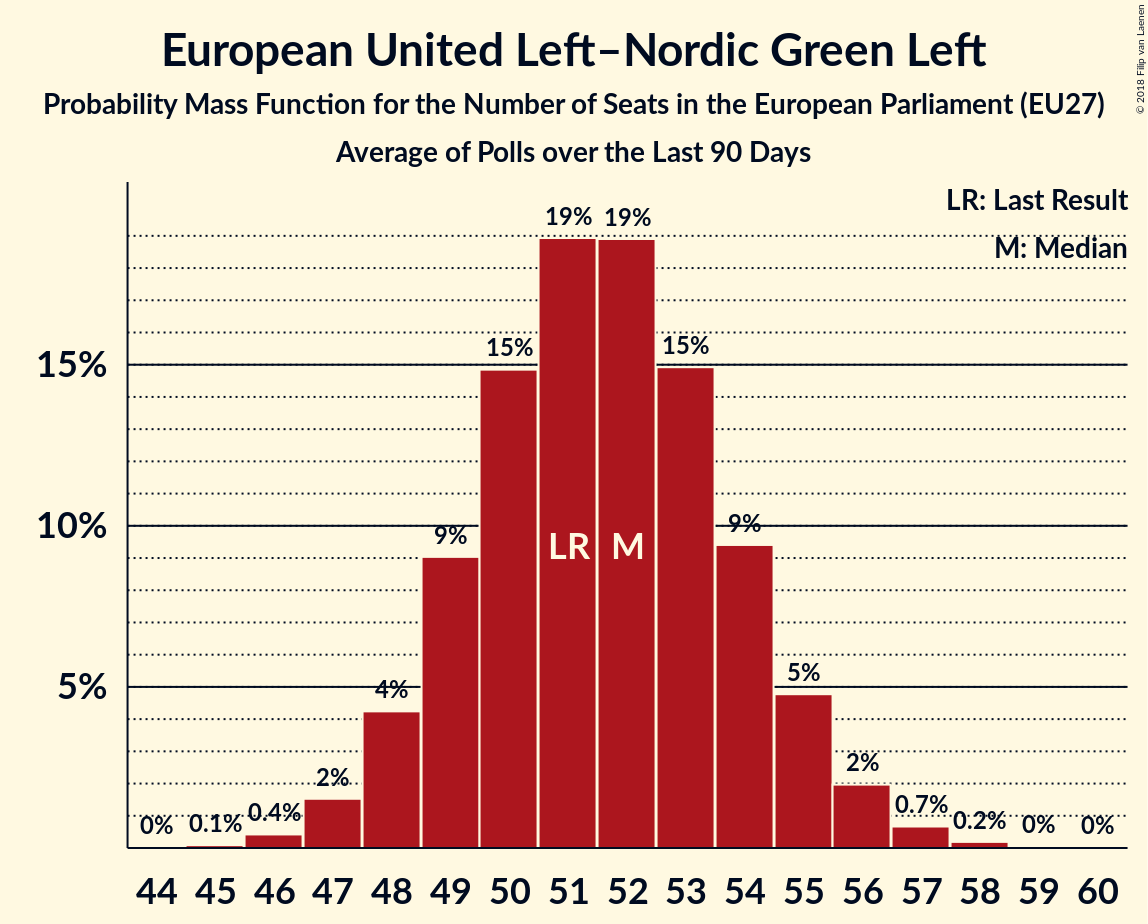 European United Left–Nordic Green Left
Probability Mass Function for the Number of Seats in the European Parliament (EU27)
Average of Polls over the Last 90 Days
© 2018 Filip van Laenen
LR: Last Result
M: Median
19% 19%
15%
15% 15%
10%
9% 9%
LR M
5%
4% 5%
2% 2%
0% 0.1% 0.4% 0.7% 0.2% 0% 0%
44 45 46 47 48 49 50 51 52 53 54 55 56 57 58 59 60